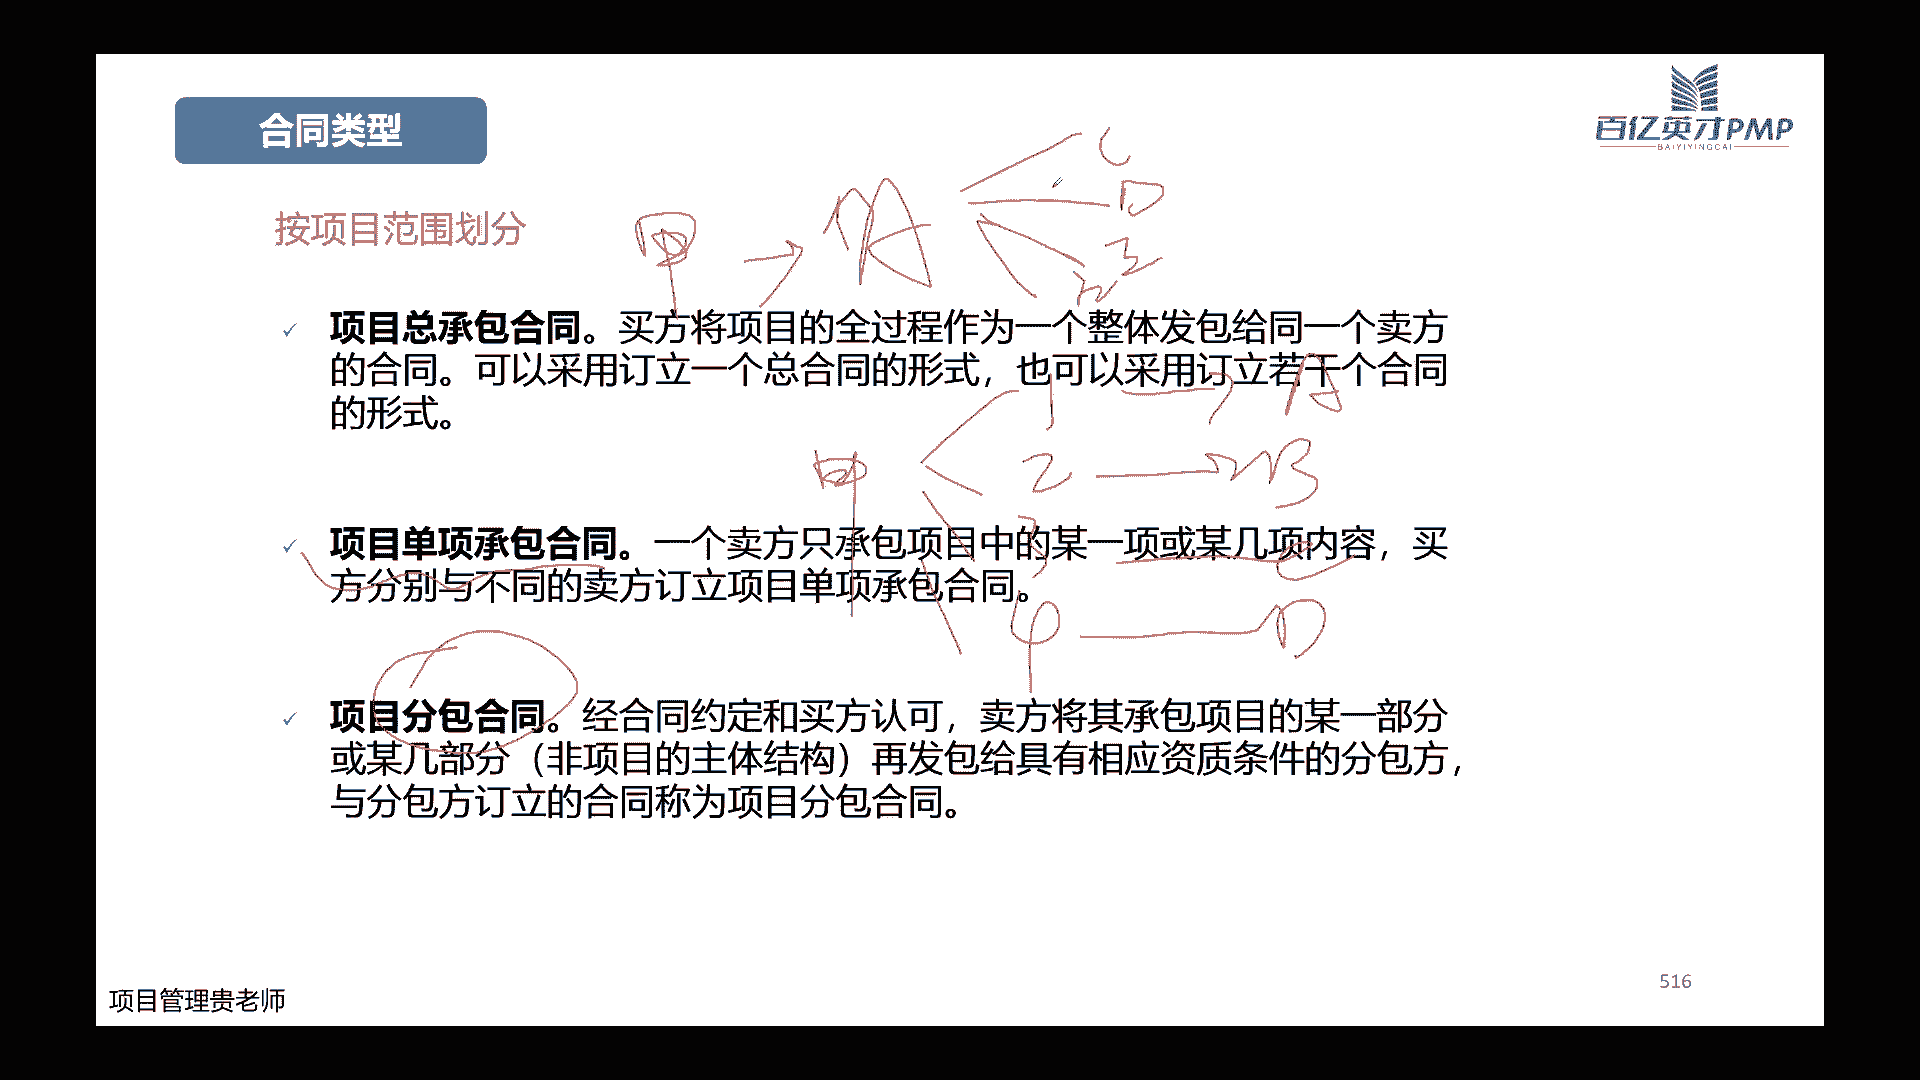 合同类型
百亿英才PMP
BAIYIYINGCAI
按项目范围划分
甲 → A C
D
E
✓ 项目总承包合同。买方将项目的全过程作为一个整体发包给同一个卖方
的合同。可以采用订立一个总合同的形式，也可以采用订立若干个合同
的形式。
1 → A
甲 2 → B
3
4 D
✓ 项目单项承包合同。一个卖方只承包项目中的某一项或某几项内容，买
方分别与不同的卖方订立项目单项承包合同。
✓ 项目分包合同。经合同约定和买方认可，卖方将其承包项目的某一部分
或某几部分（非项目的主体结构）再发包给具有相应资质条件的分包方，
与分包方订立的合同称为项目分包合同。
516
项目管理贵老师